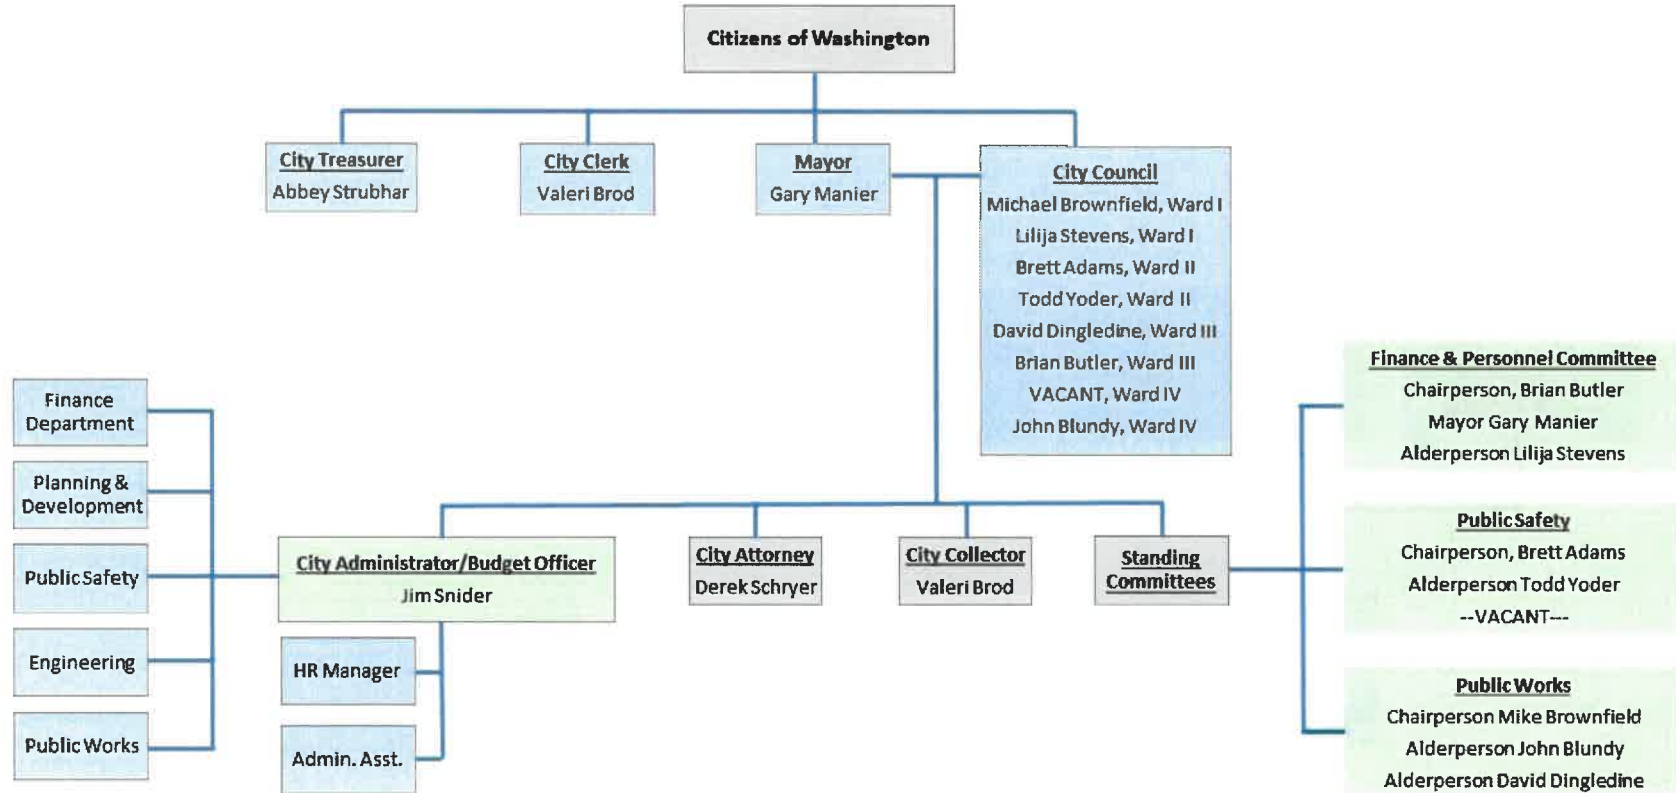 Citizens of Washington
City Treasurer
Abbey Strubhar
City Clerk
Valeri Brod
Mayor
Gary Manier
City Council
Michael Brownfield, Ward I
Lilija Stevens, Ward I
Brett Adams, Ward II
Todd Yoder, Ward II
David Dingledine, Ward III
Brian Butler, Ward III
VACANT, Ward IV
John Blundy, Ward IV
Finance
Department
Planning &
Development
Public Safety
Engineering
Public Works
City Administrator/Budget Officer
Jim Snider
HR Manager
Admin. Asst.
City Attorney
Derek Schryer
City Collector
Valeri Brod
Standing
Committees
Finance & Personnel Committee
Chairperson, Brian Butler
Mayor Gary Manier
Alderperson Lilija Stevens
Public Safety
Chairperson, Brett Adams
Alderperson Todd Yoder
--VACANT---
Public Works
Chairperson Mike Brownfield
Alderperson John Blundy
Alderperson David Dingledine